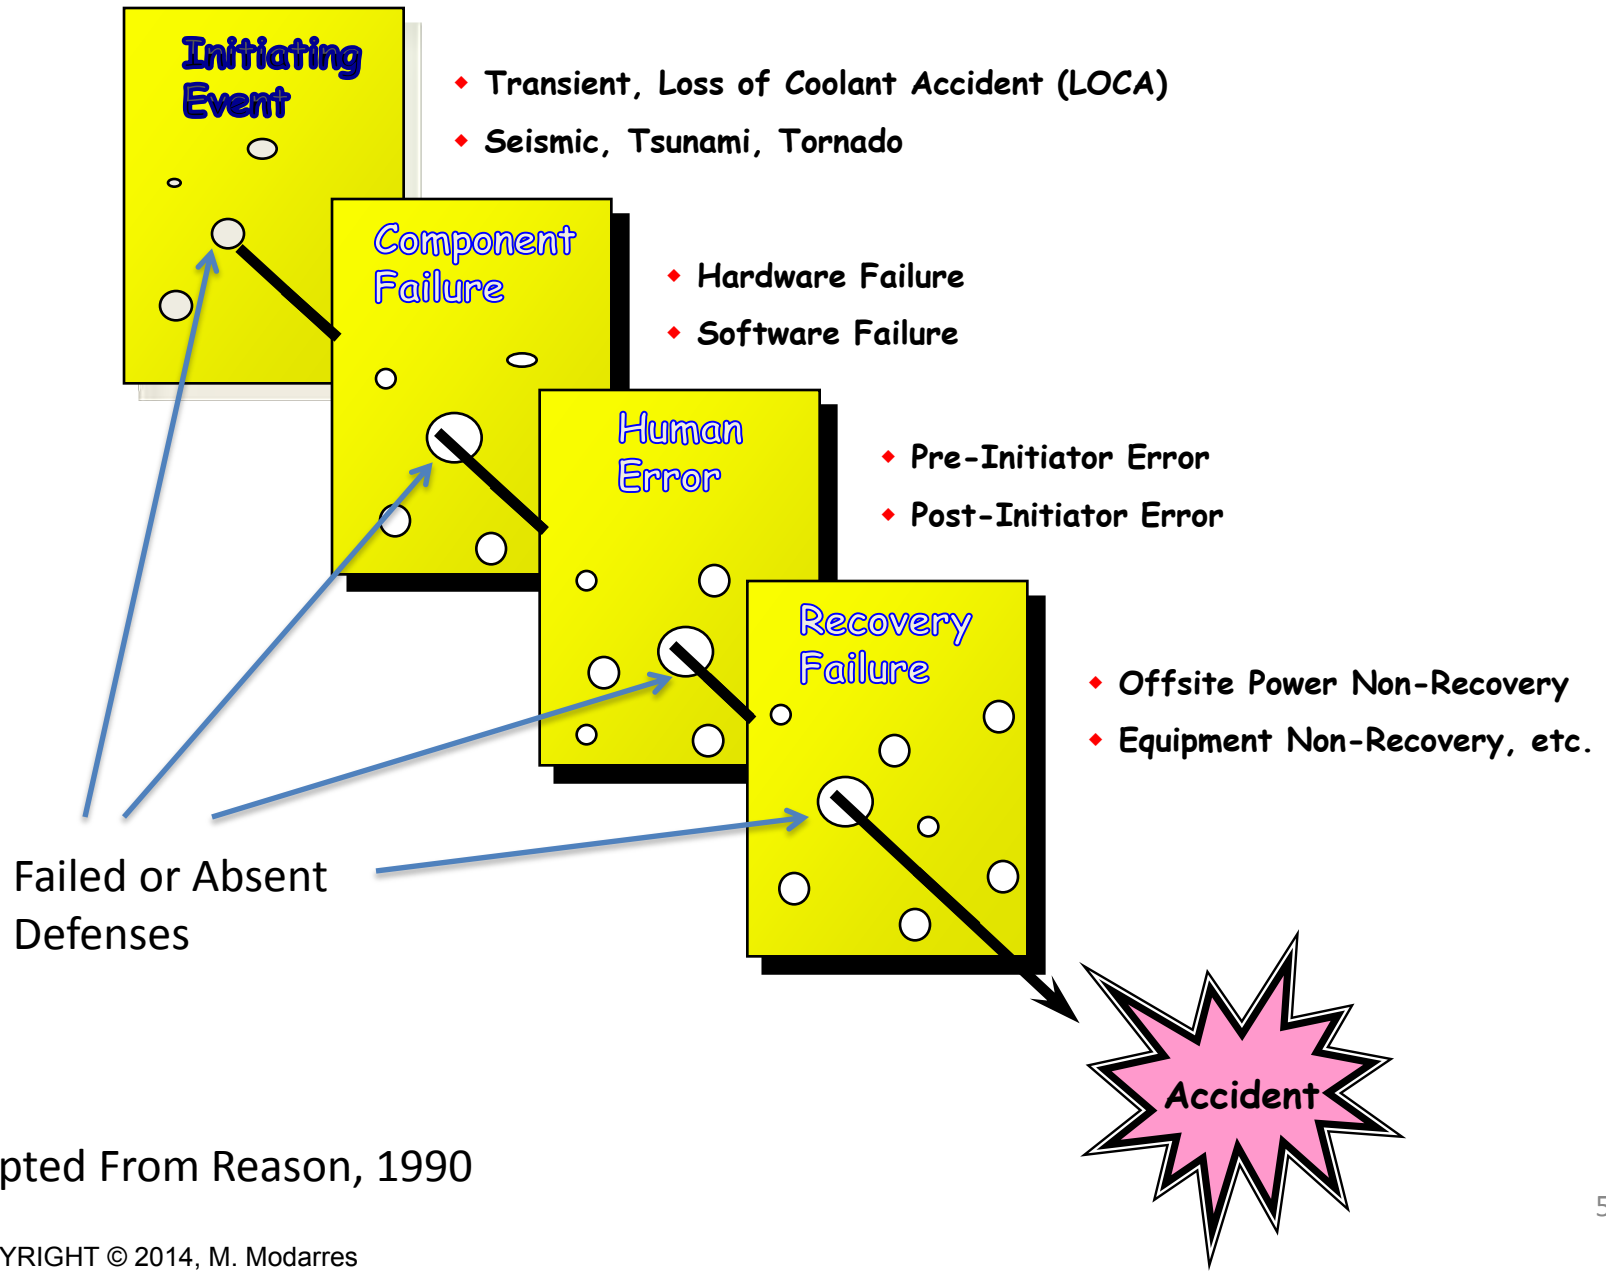 Initiating
Event
Transient, Loss of Coolant Accident (LOCA)
Seismic, Tsunami, Tornado
Component
Failure
Hardware Failure
Software Failure
Human
Error
Pre-Initiator Error
Post-Initiator Error
Recovery
Failure
Offsite Power Non-Recovery
Equipment Non-Recovery, etc.
Failed or Absent
Defenses
Accident
pted From Reason, 1990
5
YRIGHT © 2014, M. Modarres